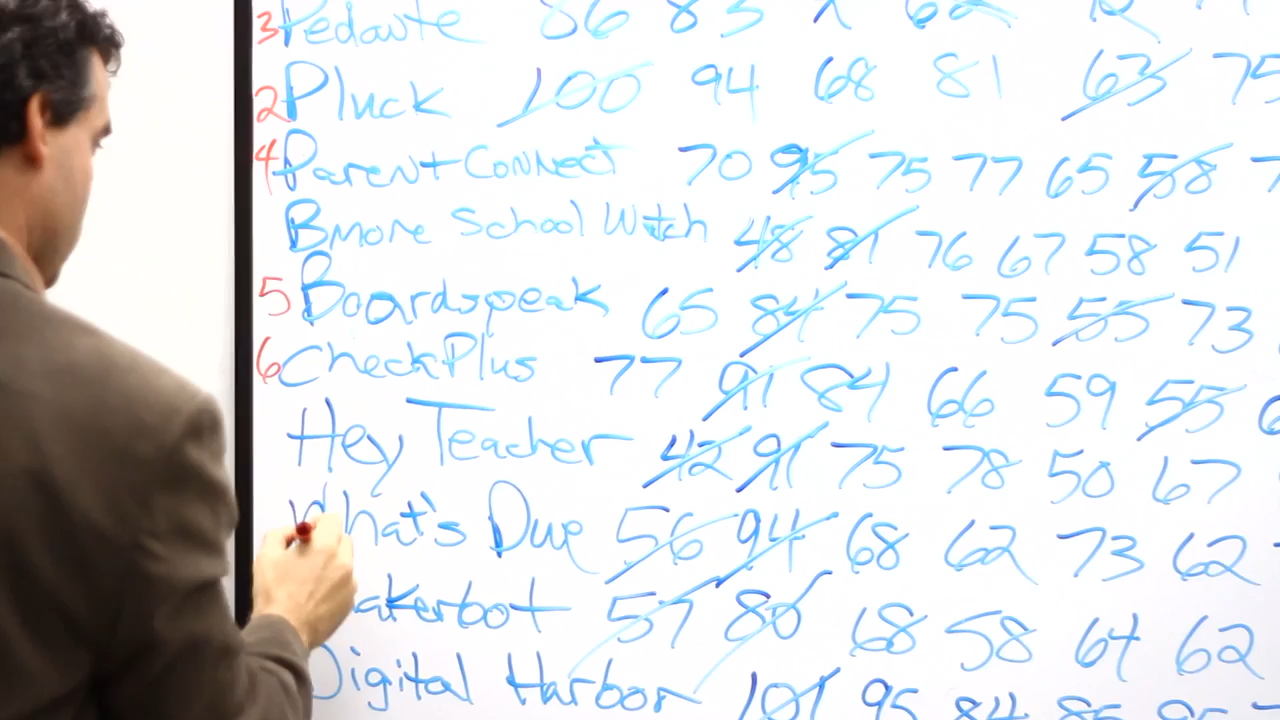 3 Pedaute 86 83 62
2 Pluck 100 94 68 81 63 75
4 Parent Connect 70 95 75 77 65 58
Bmore School Watch 48 81 76 67 58 51
5 Boardspeak 65 84 75 75 55 73
6 CheckPlus 77 91 84 66 59 55
Hey Teacher 42 91 75 78 50 67
What's Due 56 94 68 62 73 62
akerbot 57 80 68 58 64 62
Digital Harbor 101 95 84 85